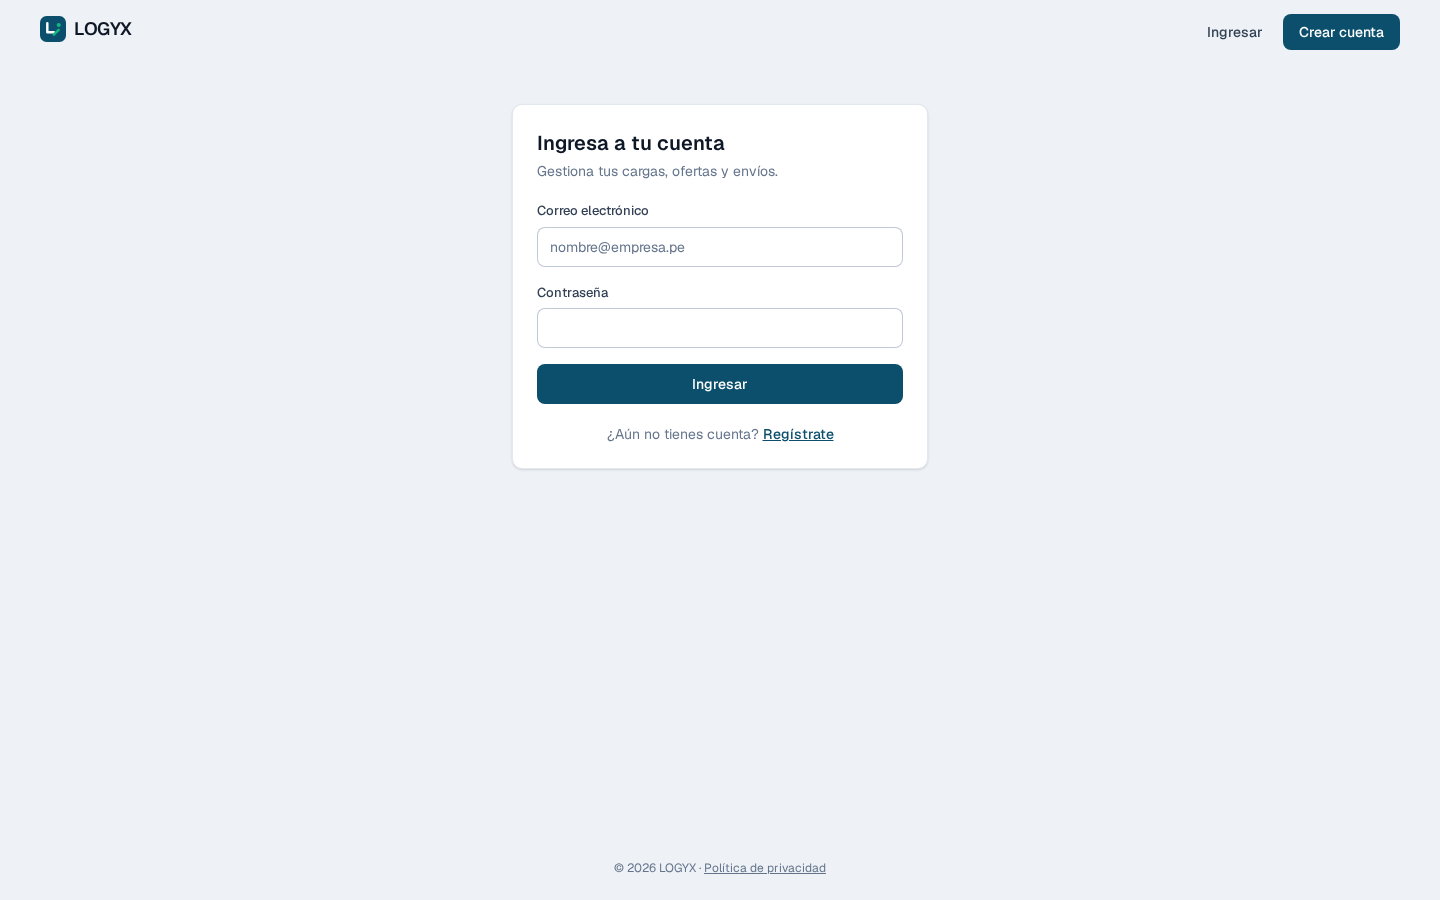 LOGYX
Ingresar
Crear cuenta
Ingresa a tu cuenta
Gestiona tus cargas, ofertas y envíos.
Correo electrónico
nombre@empresa.pe
Contraseña
Ingresar
¿Aún no tienes cuenta? Regístrate
© 2026 LOGYX · Política de privacidad